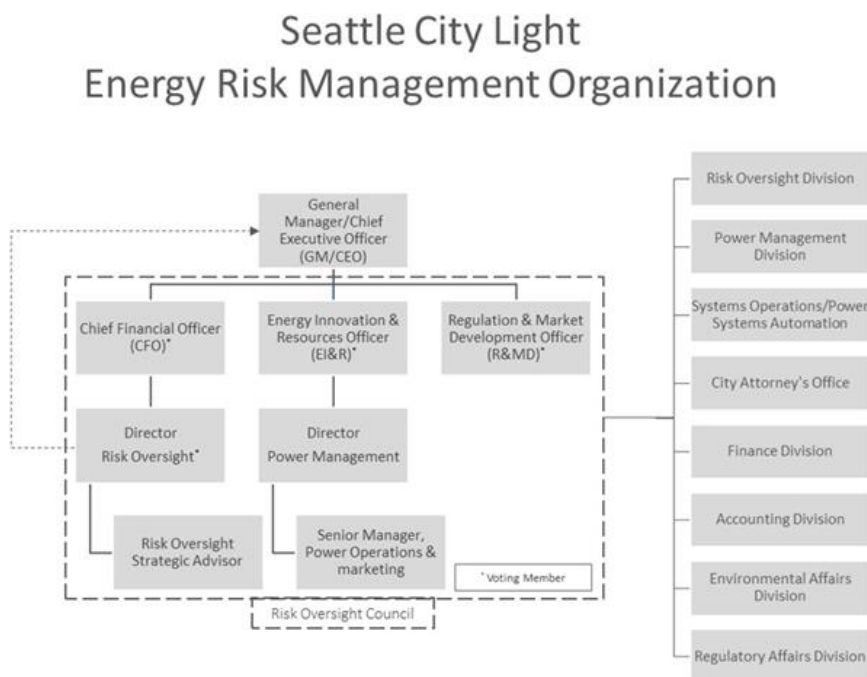 Seattle City Light
Energy Risk Management Organization
General
Manager/Chief
Executive Officer
(GM/CEO)
Chief Financial Officer
(CFO)*
Energy Innovation &
Resources Officer
(EI&R)*
Regulation & Market
Development Officer
(R&MD)*
Director
Risk Oversight*
Director
Power Management
Risk Oversight
Strategic Advisor
Senior Manager,
Power Operations &
marketing
* Voting Member
Risk Oversight Council
Risk Oversight Division
Power Management
Division
Systems Operations/Power
Systems Automation
City Attorney's Office
Finance Division
Accounting Division
Environmental Affairs
Division
Regulatory Affairs Division